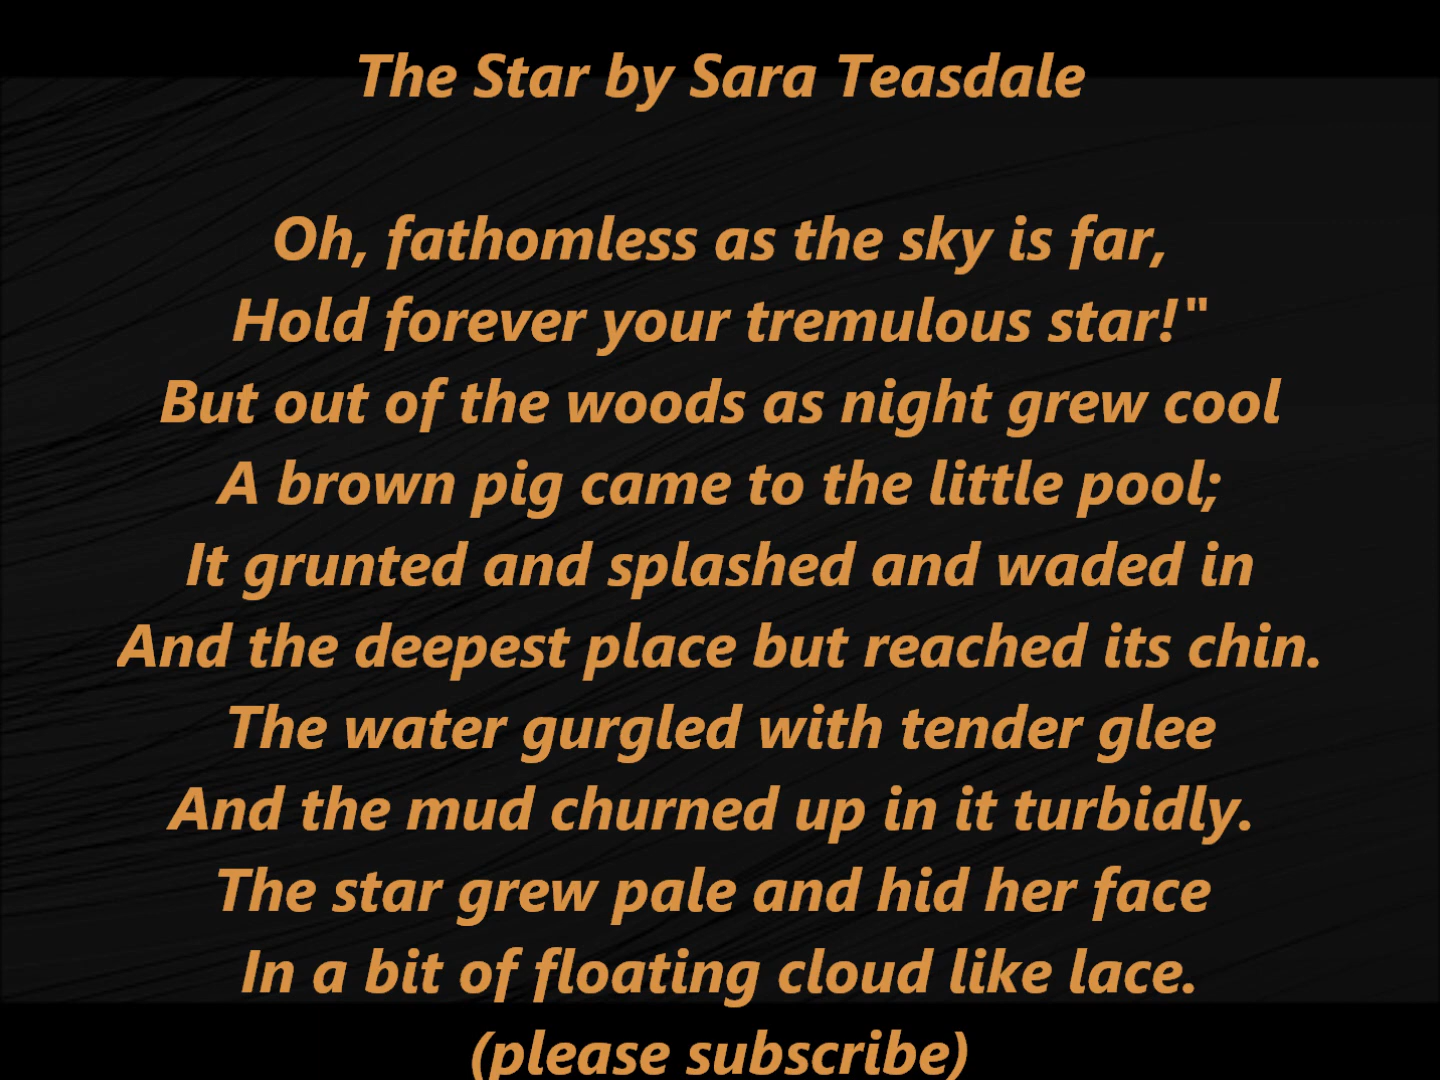 The Star by Sara Teasdale
Oh, fathomless as the sky is far,
Hold forever your tremulous star!"
But out of the woods as night grew cool
A brown pig came to the little pool;
It grunted and splashed and waded in
And the deepest place but reached its chin.
The water gurgled with tender glee
And the mud churned up in it turbidly.
The star grew pale and hid her face
In a bit of floating cloud like lace.
(please subscribe)